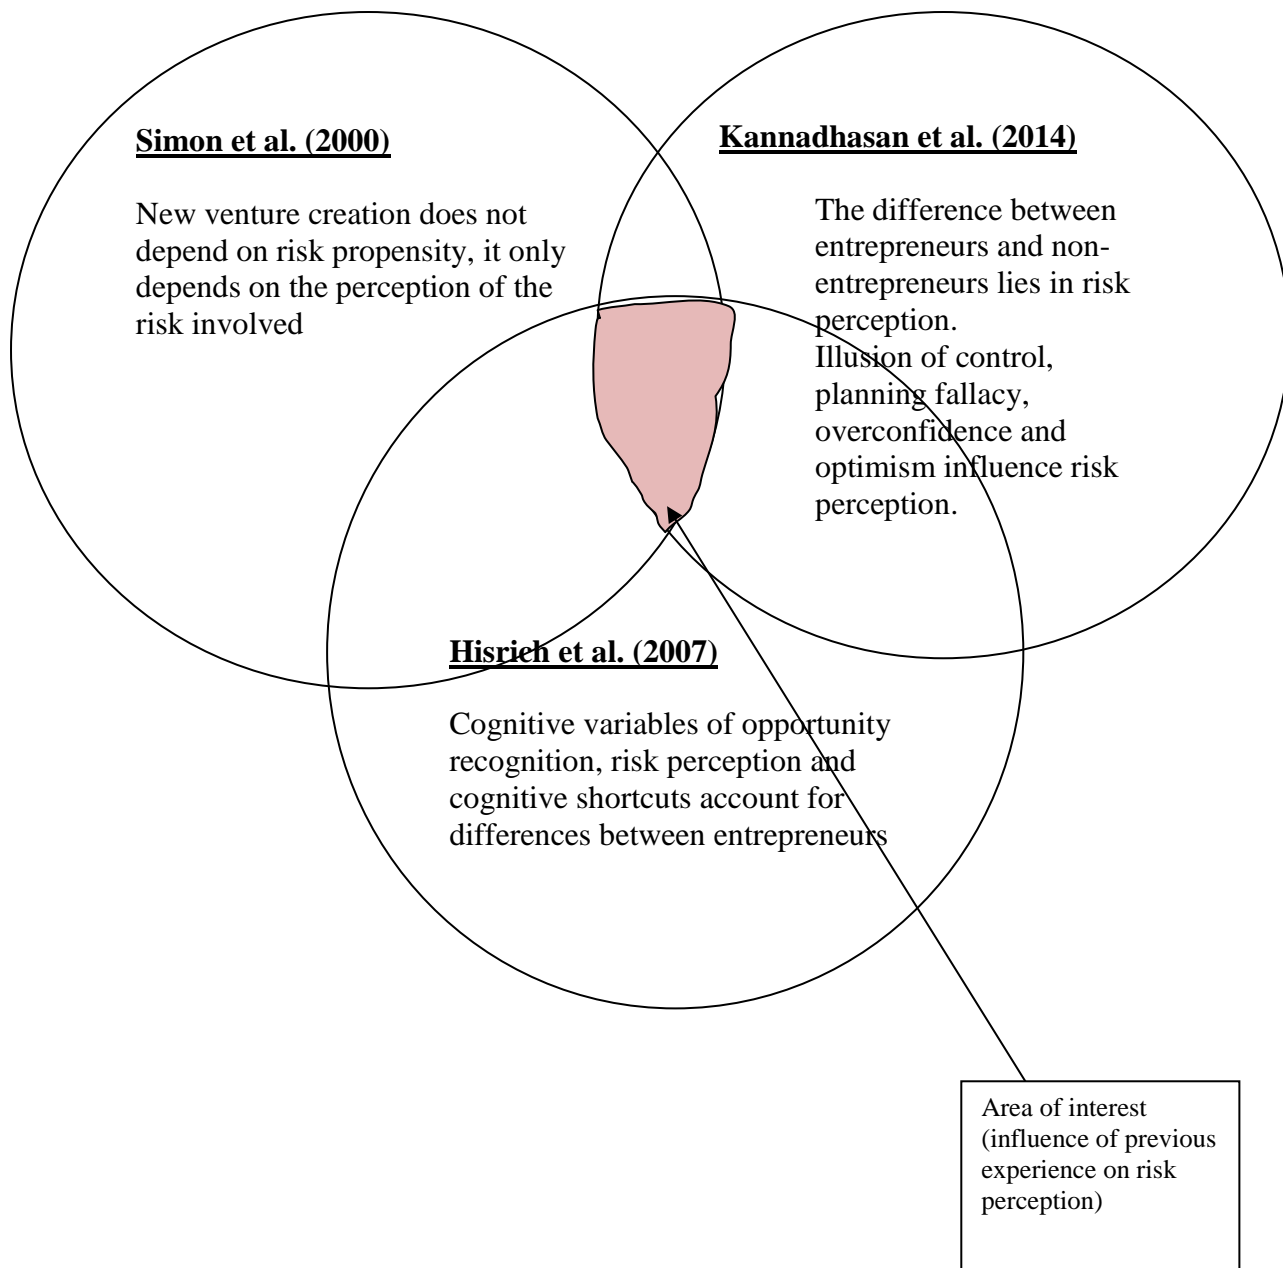 Simon et al. (2000)
New venture creation does not
depend on risk propensity, it only
depends on the perception of the
risk involved
Kannadhasan et al. (2014)
The difference between
entrepreneurs and non-
entrepreneurs lies in risk
perception.
Illusion of control,
planning fallacy,
overconfidence and
optimism influence risk
perception.
Hisrich et al. (2007)
Cognitive variables of opportunity
recognition, risk perception and
cognitive shortcuts account for
differences between entrepreneurs
Area of interest
(influence of previous
experience on risk
perception)